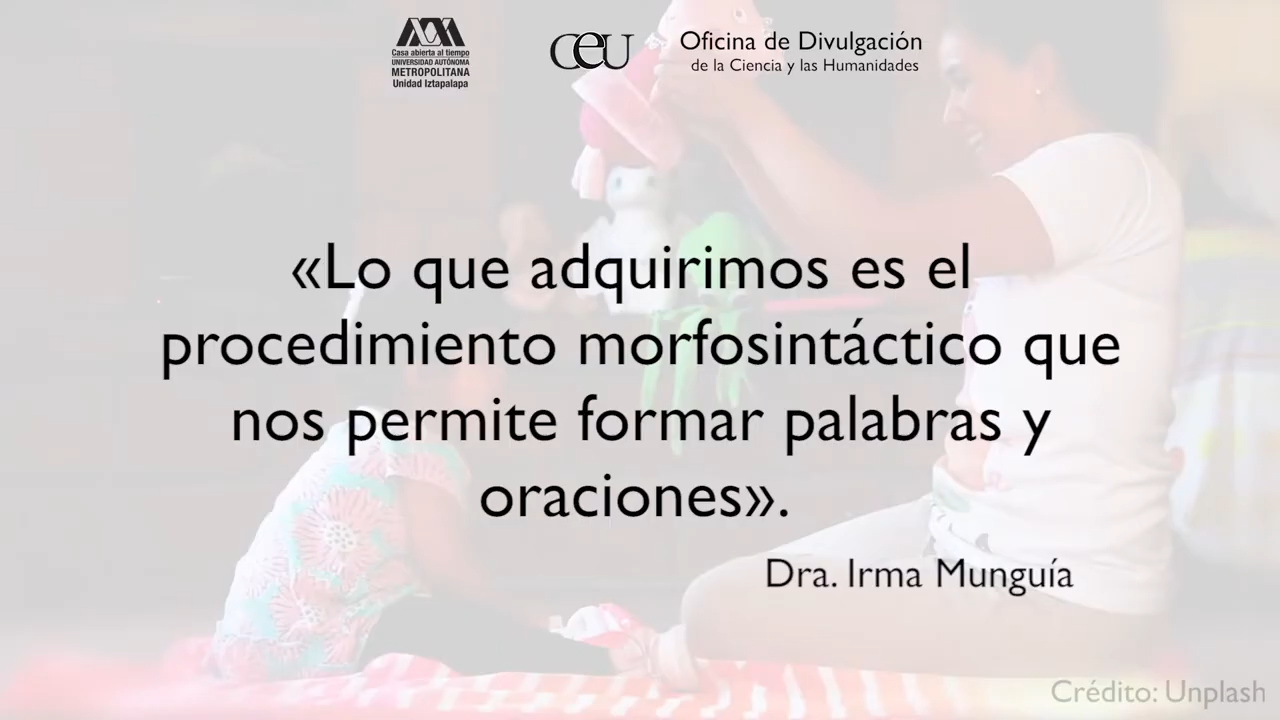 Casa abierta al tiempo
UNIVERSIDAD AUTÓNOMA
METROPOLITANA
Unidad Iztapalapa
CeU
Oficina de Divulgación
de la Ciencia y las Humanidades
«Lo que adquirimos es el
procedimiento morfosintáctico que
nos permite formar palabras y
oraciones».
Dra. Irma Munguía
Crédito: Unplash